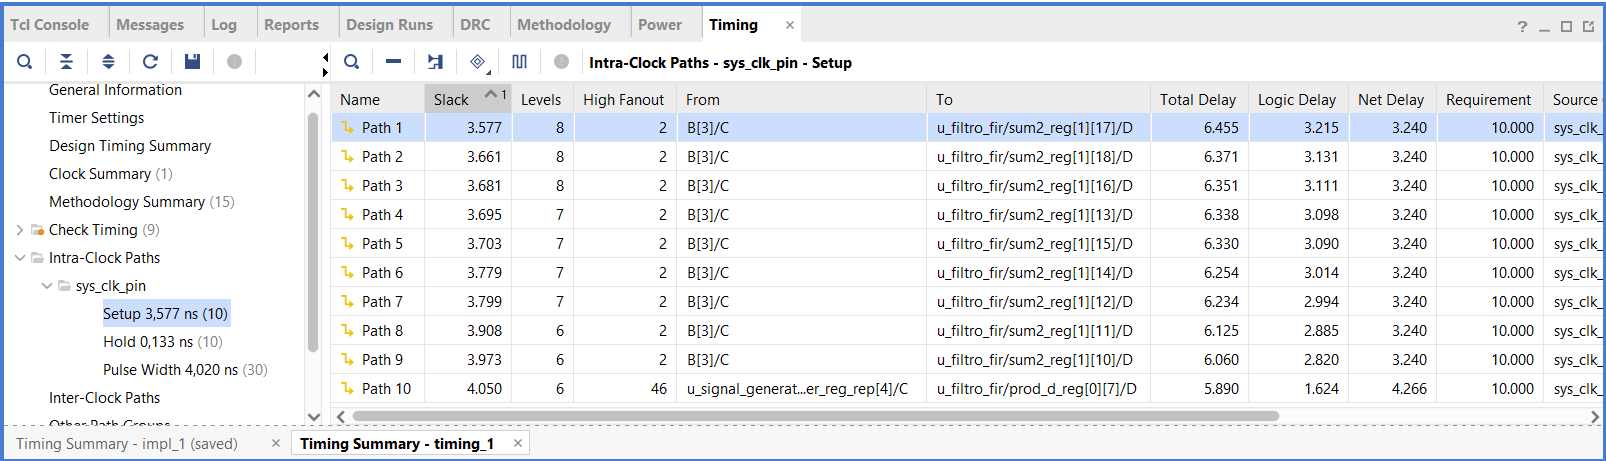 Tcl Console Messages Log Reports Design Runs DRC Methodology Power Timing × ?
Intra-Clock Paths - sys_clk_pin - Setup
General Information
Timer Settings
Design Timing Summary
Clock Summary (1)
Methodology Summary (15)
Check Timing (9)
Intra-Clock Paths
sys_clk_pin
Setup 3,577 ns (10)
Hold 0,133 ns (10)
Pulse Width 4,020 ns (30)
Inter-Clock Paths
Other Path Groups
Name Slack 1 Levels High Fanout From To Total Delay Logic Delay Net Delay Requirement Source
Path 1 3.577 8 2 B[3]/C u_filtro_fir/sum2_reg[1][17]/D 6.455 3.215 3.240 10.000 sys_clk_
Path 2 3.661 8 2 B[3]/C u_filtro_fir/sum2_reg[1][18]/D 6.371 3.131 3.240 10.000 sys_clk_
Path 3 3.681 8 2 B[3]/C u_filtro_fir/sum2_reg[1][16]/D 6.351 3.111 3.240 10.000 sys_clk_
Path 4 3.695 7 2 B[3]/C u_filtro_fir/sum2_reg[1][13]/D 6.338 3.098 3.240 10.000 sys_clk_
Path 5 3.703 7 2 B[3]/C u_filtro_fir/sum2_reg[1][15]/D 6.330 3.090 3.240 10.000 sys_clk_
Path 6 3.779 7 2 B[3]/C u_filtro_fir/sum2_reg[1][14]/D 6.254 3.014 3.240 10.000 sys_clk_
Path 7 3.799 7 2 B[3]/C u_filtro_fir/sum2_reg[1][12]/D 6.234 2.994 3.240 10.000 sys_clk_
Path 8 3.908 6 2 B[3]/C u_filtro_fir/sum2_reg[1][11]/D 6.125 2.885 3.240 10.000 sys_clk_
Path 9 3.973 6 2 B[3]/C u_filtro_fir/sum2_reg[1][10]/D 6.060 2.820 3.240 10.000 sys_clk_
Path 10 4.050 6 46 u_signal_generat...er_reg_rep[4]/C u_filtro_fir/prod_d_reg[0][7]/D 5.890 1.624 4.266 10.000 sys_clk_
Timing Summary - impl_1 (saved) × Timing Summary - timing_1 ×